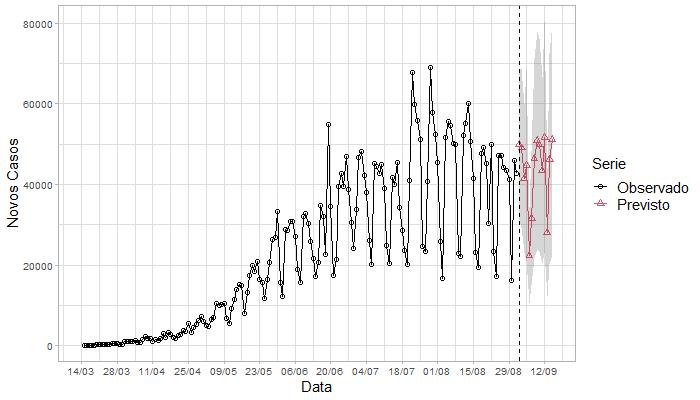 80000
60000
40000
20000
0
Novos Casos
14/03 28/03 11/04 25/04 09/05 23/05 06/06 20/06 04/07 18/07 01/08 15/08 29/08 12/09
Data
Serie
Observado
Previsto